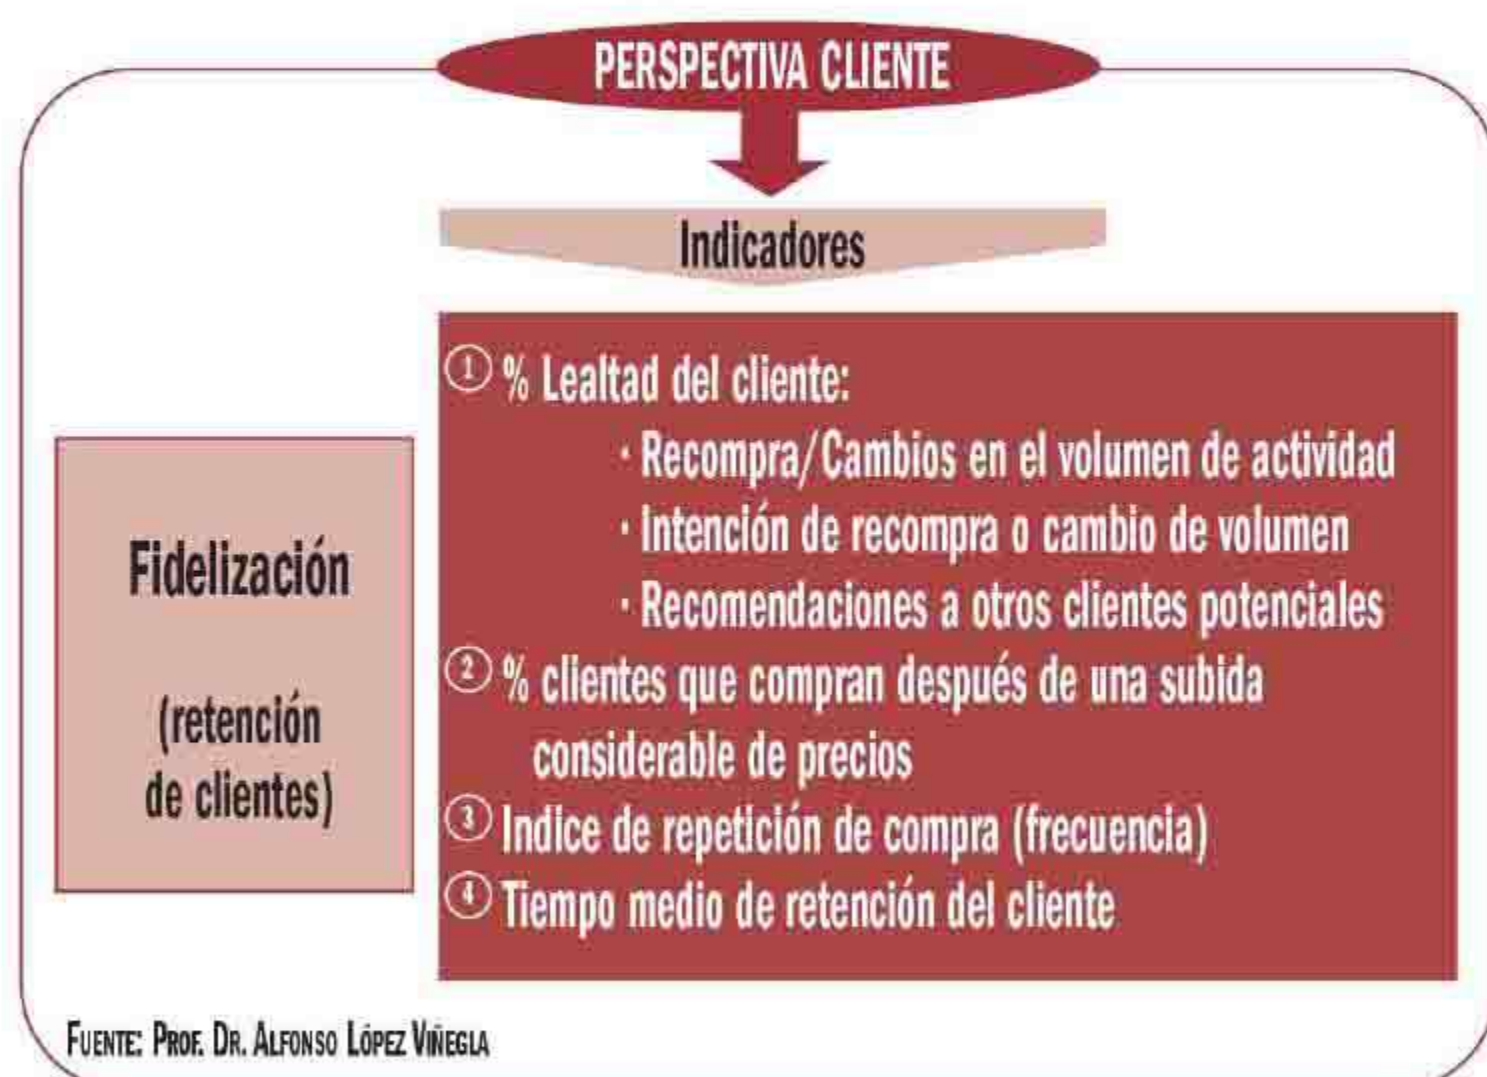 PERSPECTIVA CLIENTE
Indicadores
Fidelización
(retención
de clientes)
① % Lealtad del cliente:
· Recompra/Cambios en el volumen de actividad
· Intención de recompra o cambio de volumen
· Recomendaciones a otros clientes potenciales
② % clientes que compran después de una subida
considerable de precios
③ Indice de repetición de compra (frecuencia)
④ Tiempo medio de retención del cliente
FUENTE: PROF. DR. ALFONSO LÓPEZ VIÑEGLA